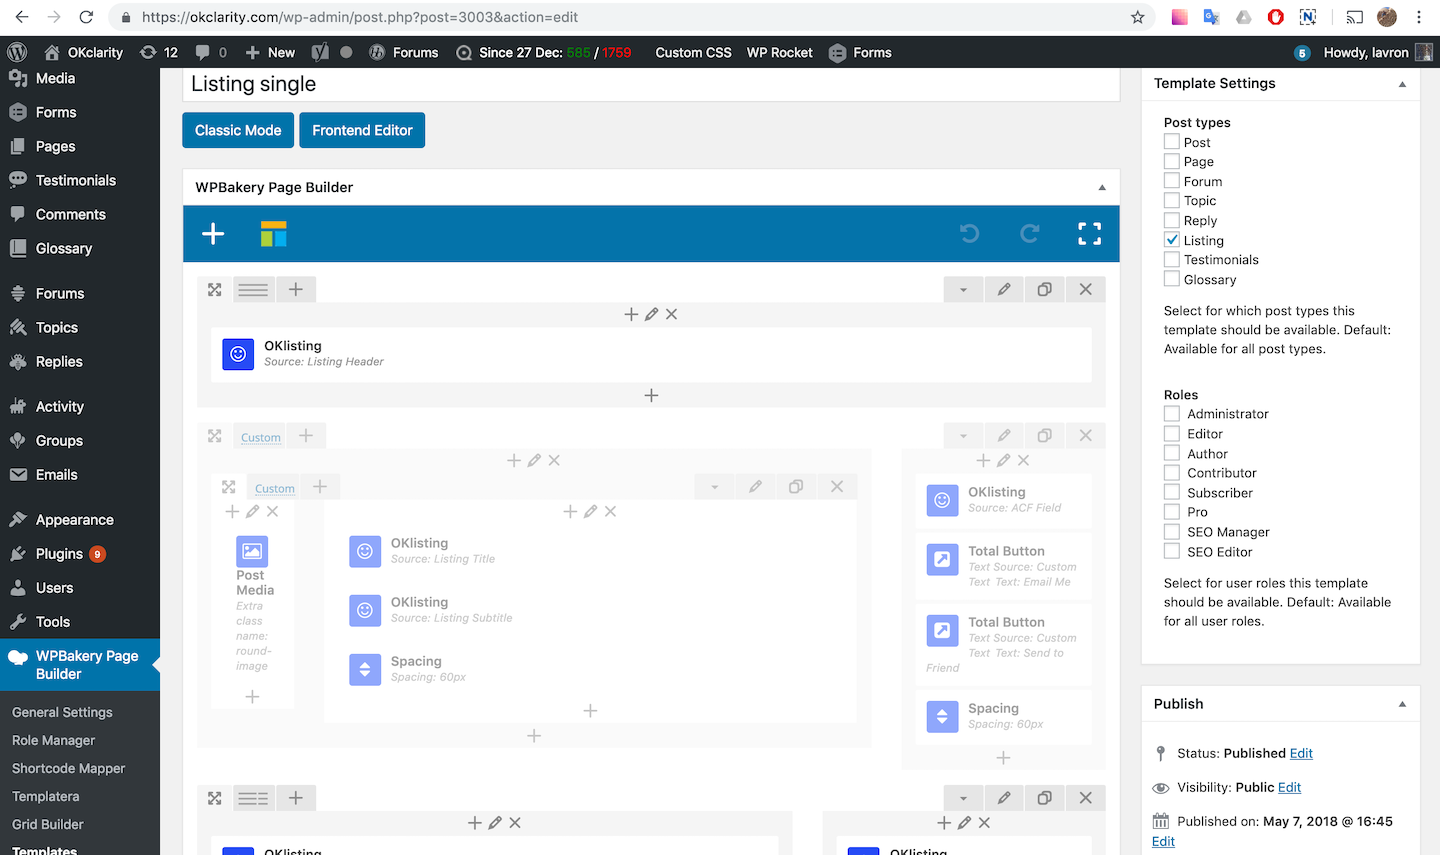 https://okclarity.com/wp-admin/post.php?post=3003&action=edit
OKclarity 12 0 New Forums Since 27 Dec: 585 / 1759 Custom CSS WP Rocket Forms 5 Howdy, lavron
Media
Forms
Pages
Testimonials
Comments
Glossary
Forums
Topics
Replies
Activity
Groups
Emails
Appearance
Plugins 9
Users
Tools
WPBakery Page
Builder
General Settings
Role Manager
Shortcode Mapper
Templatera
Grid Builder
Templates
Listing single
Classic Mode Frontend Editor
WPBakery Page Builder
OKlisting
Source: Listing Header
Custom
Custom
Post
Media
Extra
class
name:
round-
image
OKlisting
Source: Listing Title
OKlisting
Source: Listing Subtitle
Spacing
Spacing: 60px
OKlisting
Source: ACF Field
Total Button
Text Source: Custom
Text Text: Email Me
Total Button
Text Source: Custom
Text Text: Send to
Friend
Spacing
Spacing: 60px
OKlisting
OKlisting
Template Settings
Post types
Post
Page
Forum
Topic
Reply
Listing
Testimonials
Glossary
Select for which post types this
template should be available. Default:
Available for all post types.
Roles
Administrator
Editor
Author
Contributor
Subscriber
Pro
SEO Manager
SEO Editor
Select for user roles this template
should be available. Default: Available
for all user roles.
Publish
Status: Published Edit
Visibility: Public Edit
Published on: May 7, 2018 @ 16:45
Edit